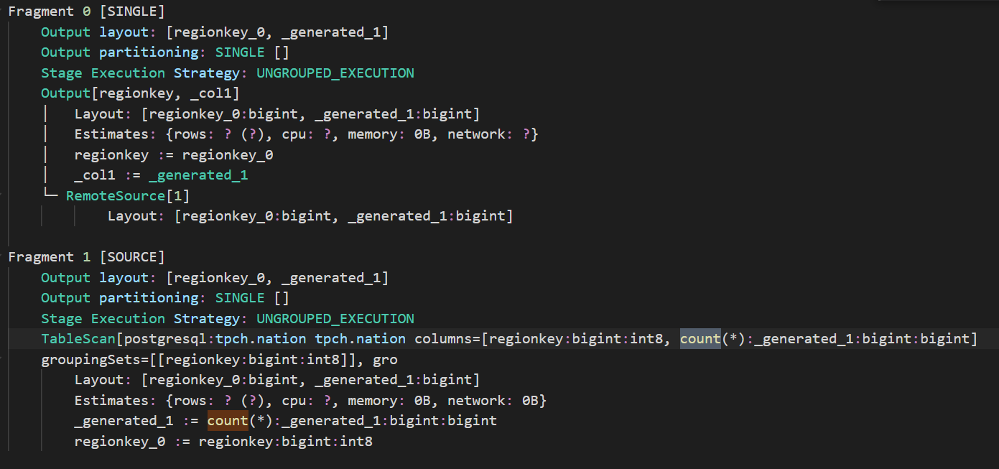 Fragment 0 [SINGLE]
Output layout: [regionkey_0, _generated_1]
Output partitioning: SINGLE []
Stage Execution Strategy: UNGROUPED_EXECUTION
Output[regionkey, _col1]
│ Layout: [regionkey_0:bigint, _generated_1:bigint]
│ Estimates: {rows: ? (?), cpu: ?, memory: 0B, network: ?}
│ regionkey := regionkey_0
│ _col1 := _generated_1
└─ RemoteSource[1]
Layout: [regionkey_0:bigint, _generated_1:bigint]
Fragment 1 [SOURCE]
Output layout: [regionkey_0, _generated_1]
Output partitioning: SINGLE []
Stage Execution Strategy: UNGROUPED_EXECUTION
TableScan[postgresql:tpch.nation tpch.nation columns=[regionkey:bigint:int8, count(*):_generated_1:bigint:bigint]
groupingSets=[[regionkey:bigint:int8]], gro
Layout: [regionkey_0:bigint, _generated_1:bigint]
Estimates: {rows: ? (?), cpu: ?, memory: 0B, network: 0B}
_generated_1 := count(*):_generated_1:bigint:bigint
regionkey_0 := regionkey:bigint:int8